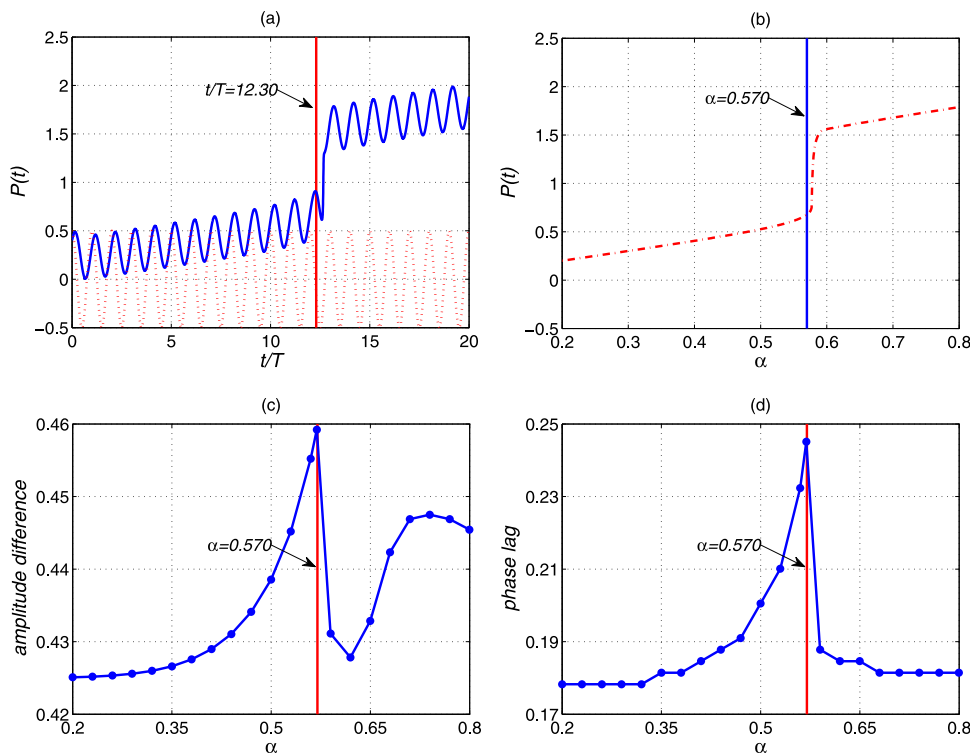 (a)
2.5
2
1.5
1
0.5
0
−0.5
P(t)
t/T=12.30
0 5 10 15 20
t/T
(b)
2.5
2
1.5
1
0.5
0
−0.5
P(t)
α=0.570
0.2 0.3 0.4 0.5 0.6 0.7 0.8
α
(c)
0.46
0.45
0.44
0.43
0.42
amplitude difference
α=0.570
0.2 0.35 0.5 0.65 0.8
α
(d)
0.25
0.23
0.21
0.19
0.17
phase lag
α=0.570
0.2 0.35 0.5 0.65 0.8
α